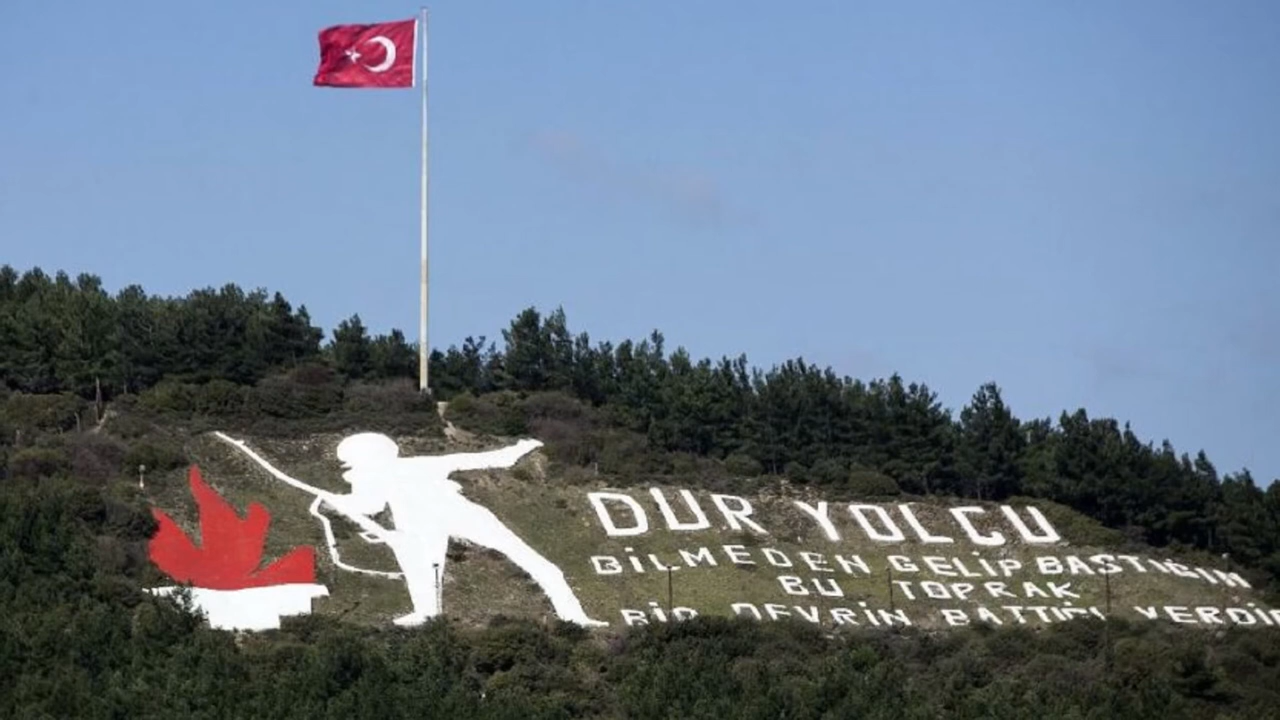 DUR YOLCU
BİLMEDEN GELİP BASTIĞIN
BU TOPRAK
BİR DEVRİN BATTIĞI YERDİR